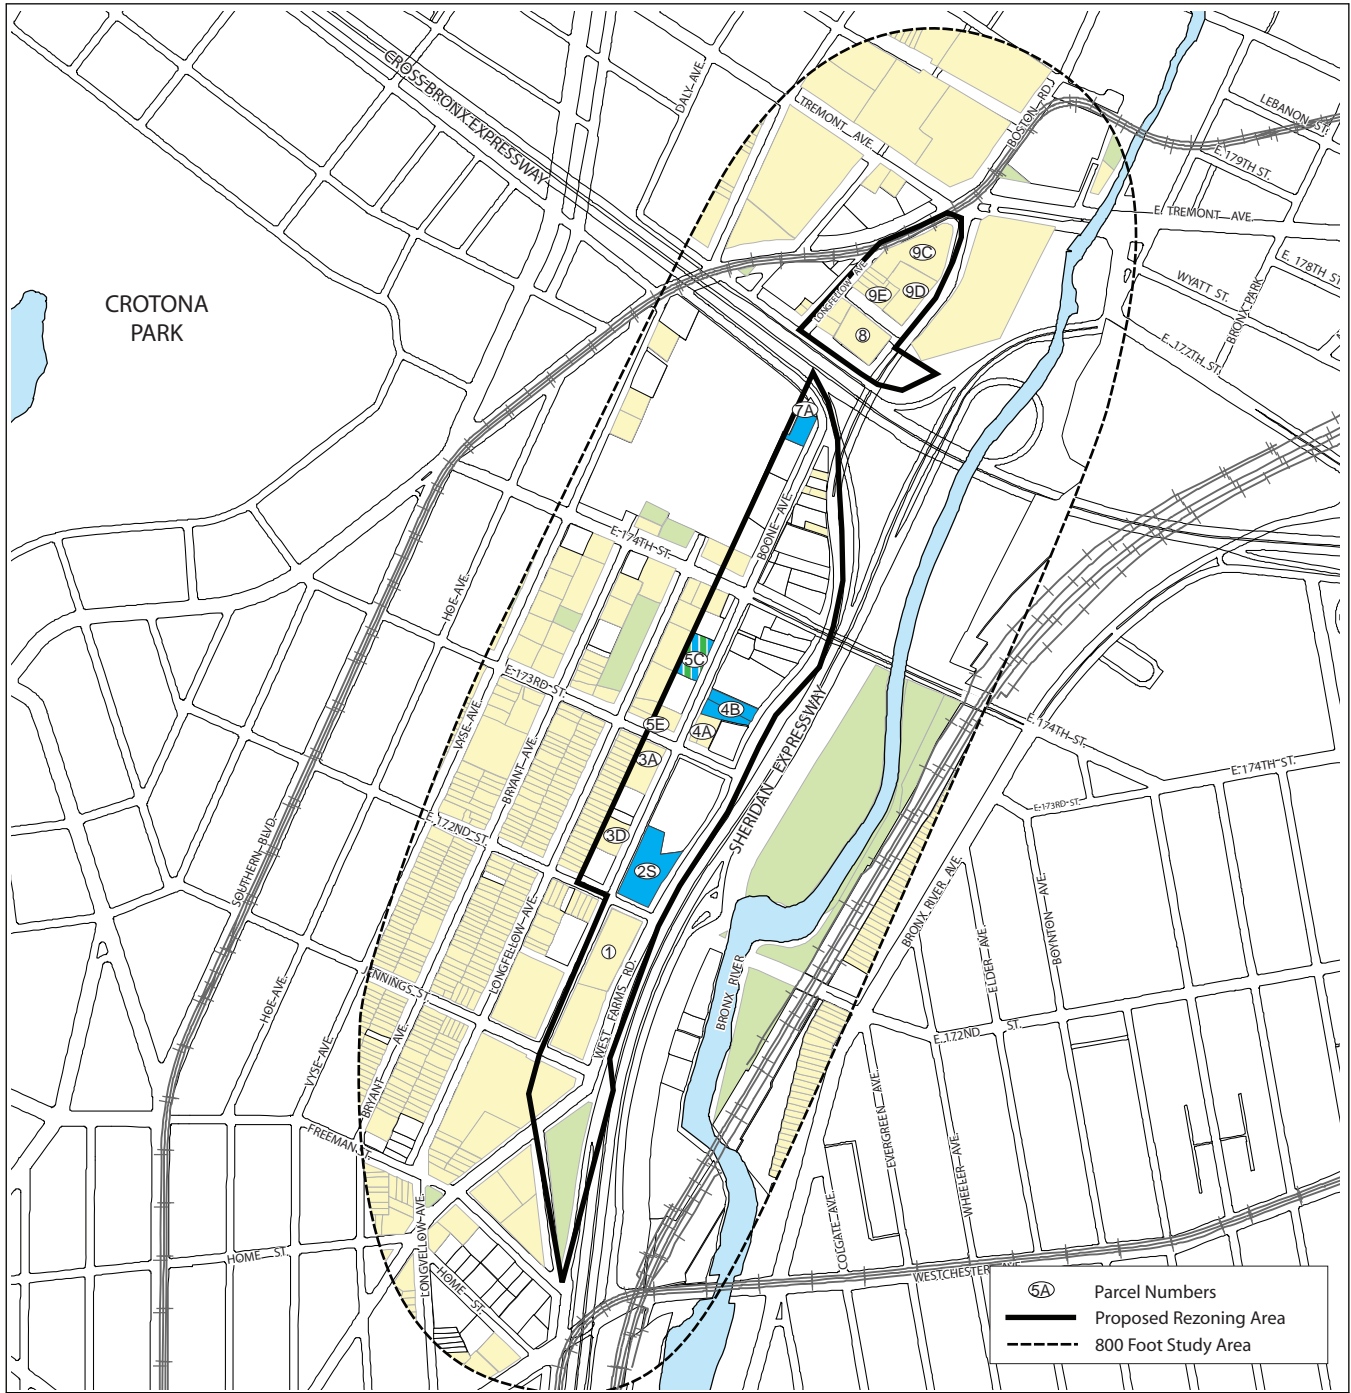 CROSS-BRONX EXPRESSWAY
DALY AVE.
TREMONT AVE.
BOSTON RD.
LEBANON ST.
E. 179TH ST.
E. TREMONT AVE.
E. 178TH ST.
WYATT ST.
BRONX PARK
E. 177TH ST.
CROTONA
PARK
LONGFELLOW AVE.
9C
9E
9D
8
7A
BOONE AVE.
E. 174TH ST.
HOE AVE.
5C
E. 173RD ST.
4B
VYSE AVE.
5E
4A
SHERIDAN EXPRESSWAY
E. 174TH ST.
E. 174TH ST.
BRYANT AVE.
3A
E. 173RD ST.
E. 172ND ST.
3D
SOUTHERN BLVD.
2S
BRONX RIVER AVE.
BOYNTON AVE.
ELDER AVE.
LONGFELLOW AVE.
1
JENNINGS ST.
HOE AVE.
WEST FARMS RD.
BRONX RIVER
E. 172ND ST.
VYSE AVE.
BRYANT AVE.
EVERGREEN AVE.
WHEELER AVE.
FREEMAN ST.
COLGATE AVE.
LONGVELLOW AVE.
HOME ST.
HOME ST.
WESTCHESTER AVE.
5A Parcel Numbers
Proposed Rezoning Area
800 Foot Study Area